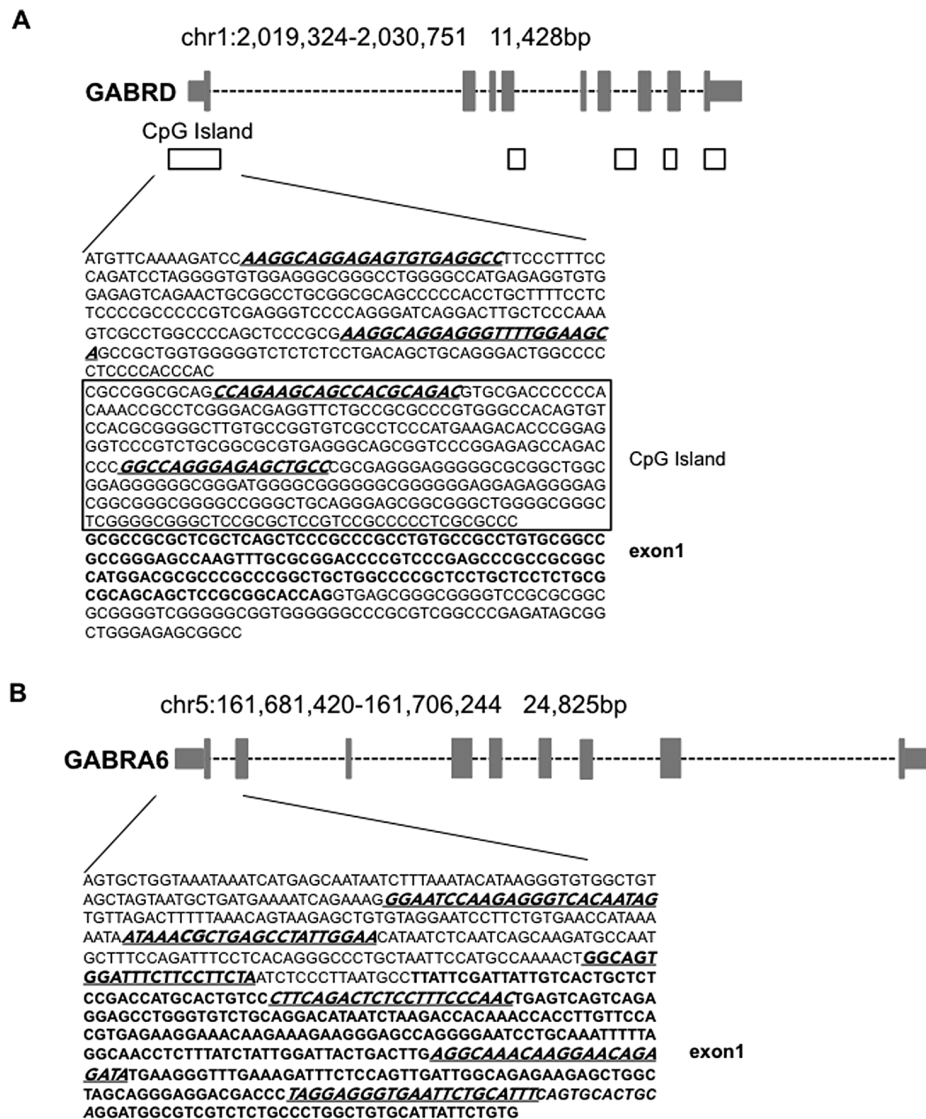 A
chr1:2,019,324-2,030,751 11,428bp
GABRD
CpG Island
ATGTTCAAAAGATCCAAGGCAGGAGAGTGTGAGGCCTTCCCTTTCC
CAGATCCTAGGGGTGTGGAGGGCGGGCCTGGGGCCATGAGAGGTGTG
GAGAGTCAGAACTGCGGCCTGCGGCGCAGCCCCCACCTGCTTTTCCTC
TCCCCGCCCCCGTCGAGGGTCCCCAGGGATCAGGACTTGCTCCCAAA
GTCGCCTGGCCCCAGCTCCCGCGAAGGCAGGAGGGTTTTGGAAGC
AGCCGCTGGTGGGGGTCTCTCTCCTGACAGCTGCAGGGACTGGCCCC
CTCCCCACCCAC
CGCCGGCGCAGCCAGAAGCAGCCACGCAGACGTGCGACCCCCCA
CAAACCGCCTCGGGACGAGGTTCTGCCGCGCCCGTGGGCCACAGTGT
CCACGCGGGGCTTGTGCCGGTGTCGCCTCCCATGAAGACACCCGGAG
GGTCCCGTCTGCGGCGCGTGAGGGCAGCGGTCCCGGAGAGCCAGAC
CCCGGCCAGGGAGAGCTGCCCGCGAGGGAGGGGGCGCGGCTGGC
GGAGGGGGGCGGGATGGGGCGGGGGGCGGGGGGAGGAGAGGGGAG
CGGCGGGCGGGGCCGGGCTGCAGGGAGCGGCGGGCTGGGGCGGGC
TCGGGGCGGGCTCCGCGCTCCGTCCGCCCCCTCGCGCCC
CpG Island
GCGCCGCGCTCGCTCAGCTCCCGCCCGCCTGTGCCGCCTGTGCGGCC
GCCGGGAGCCAAGTTTGCGCGGACCCCGTCCCGAGCCCGCCGCGGC
CATGGACGCGCCCGCCCGGCTGCTGGCCCCGCTCCTGCTCCTCTGCG
CGCAGCAGCTCCGCGGCACCAGGTGAGCGGGCGGGGTCCGCGCGGC
GCGGGGTCGGGGGCGGTGGGGGGCCCGCGTCGGCCCGAGATAGCGG
CTGGGAGAGCGGCC
exon1
B
chr5:161,681,420-161,706,244 24,825bp
GABRA6
AGTGCTGGTAAATAAATCATGAGCAATAATCTTTAAATACATAAGGGTGTGGCTGT
AGCTAGTAATGCTGATGAAAATCAGAAAGGGAATCCAAGAGGGTCACAATAG
TGTTAGACTTTTTAAACAGTAAGAGCTGTGTAGGAATCCTTCTGTGAACCATAAA
AATAATAAACGCTGAGCCTATTGGAACATAATCTCAATCAGCAAGATGCCAAT
GCTTTCCAGATTTCCTCACAGGGCCCTGCTAATTCCATGCCAAAACTGGCAGT
GGATTTCTTCCTTCTAATCTCCCTTAATGCCTTATTCGATTATTGTCACTGCTCT
CCGACCATGCACTGTCCCTTCAGACTCTCCTTTCCCAACTGAGTCAGTCAGA
GGAGCCTGGGTGTCTGCAGGACATAATCTAAGACCACAAACCACCTTGTTCCA
CGTGAGAAGGAAACAAGAAAGAAGGGAGCCAGGGGAATCCTGCAAATTTTTA
GGCAACCTCTTTATCTATTGGATTACTGACTTGAGGCAAACAAGGAACAGA
GATATGAAGGGTTTGAAAGATTTCTCCAGTTGATTGGCAGAGAAGAGCTGGC
TAGCAGGGAGGACGACCCTAGGAGGGTGAATTCTGCATTTCAGTGCACTGC
AGGATGGCGTCGTCTCTGCCCTGGCTGTGCATTATTCTGTG
exon1